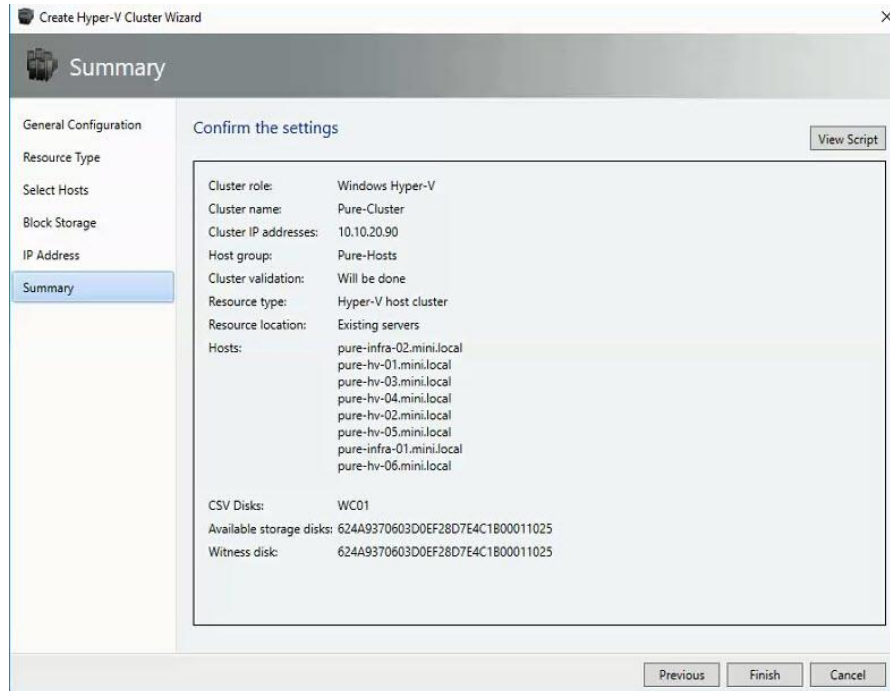 Create Hyper-V Cluster Wizard
Summary
General Configuration
Resource Type
Select Hosts
Block Storage
IP Address
Summary
Confirm the settings
View Script
Cluster role: Windows Hyper-V
Cluster name: Pure-Cluster
Cluster IP addresses: 10.10.20.90
Host group: Pure-Hosts
Cluster validation: Will be done
Resource type: Hyper-V host cluster
Resource location: Existing servers
Hosts: pure-infra-02.mini.local
pure-hv-01.mini.local
pure-hv-03.mini.local
pure-hv-04.mini.local
pure-hv-02.mini.local
pure-hv-05.mini.local
pure-infra-01.mini.local
pure-hv-06.mini.local
CSV Disks: WC01
Available storage disks: 624A9370603D0EF28D7E4C1B00011025
Witness disk: 624A9370603D0EF28D7E4C1B00011025
Previous Finish Cancel